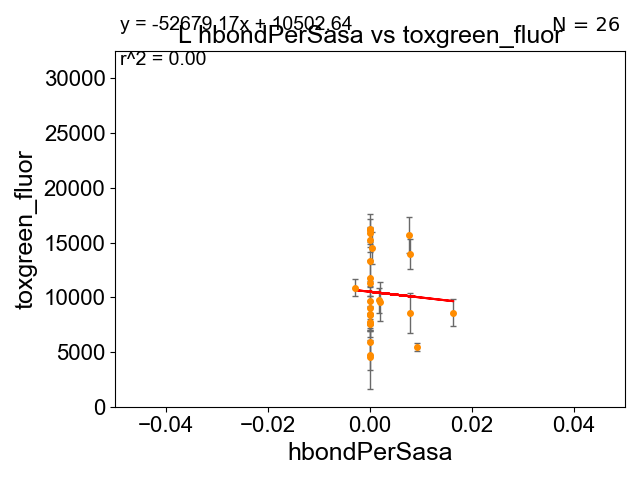 y = -52679.17x + 10502.64
N = 26
L hbondPerSasa vs toxgreen_fluor
r^2 = 0.00
30000
25000
20000
15000
10000
5000
0
toxgreen_fluor
−0.04
−0.02
0.00
0.02
0.04
hbondPerSasa